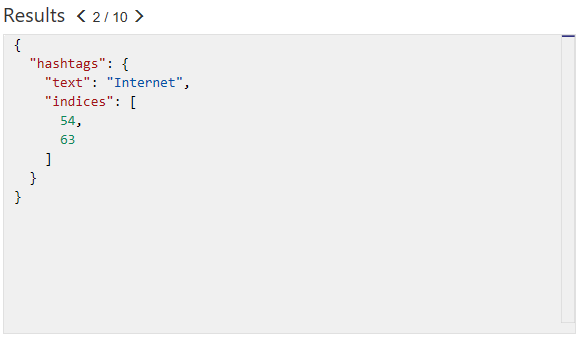 Results < 2 / 10 >
{
  "hashtags": {
    "text": "Internet",
    "indices": [
      54,
      63
    ]
  }
}